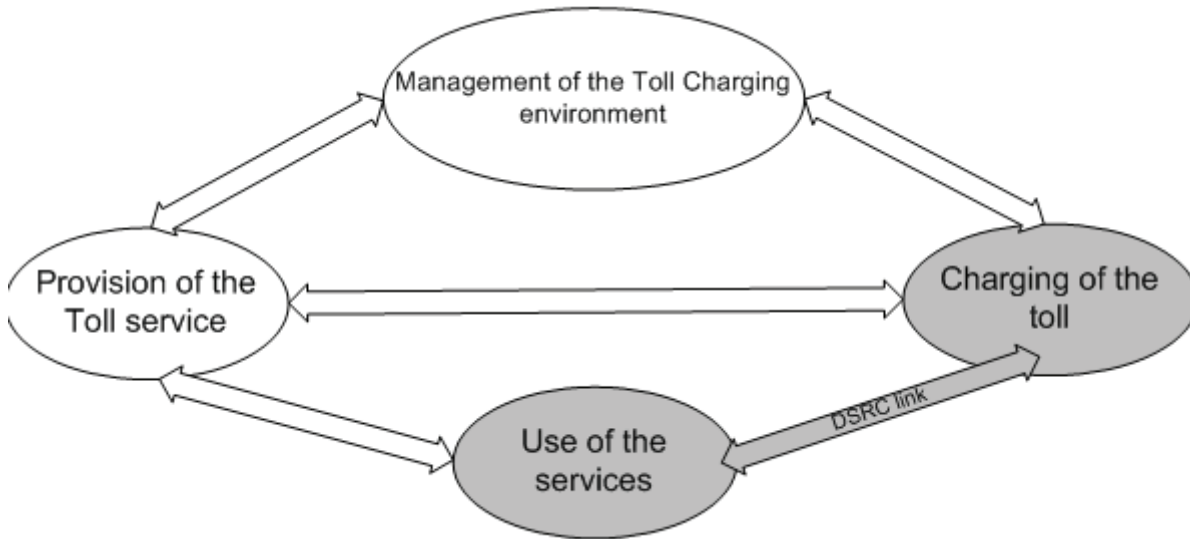 Management of the Toll Charging
environment
Provision of the
Toll service
Charging of the
toll
DSRC link
Use of the
services